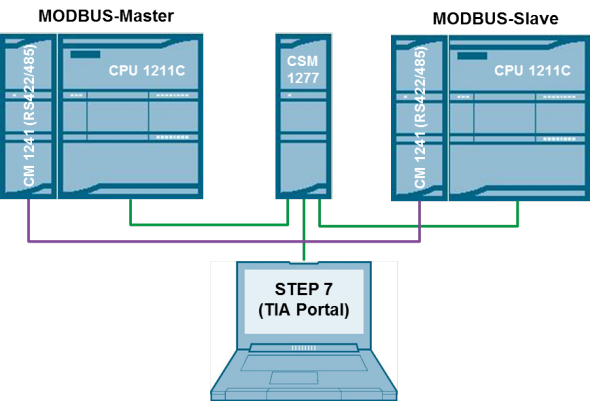 MODBUS-Master
MODBUS-Slave
CM 1241 (RS422/485)
CPU 1211C
CSM
1277
CM 1241 (RS422/485)
CPU 1211C
STEP 7
(TIA Portal)